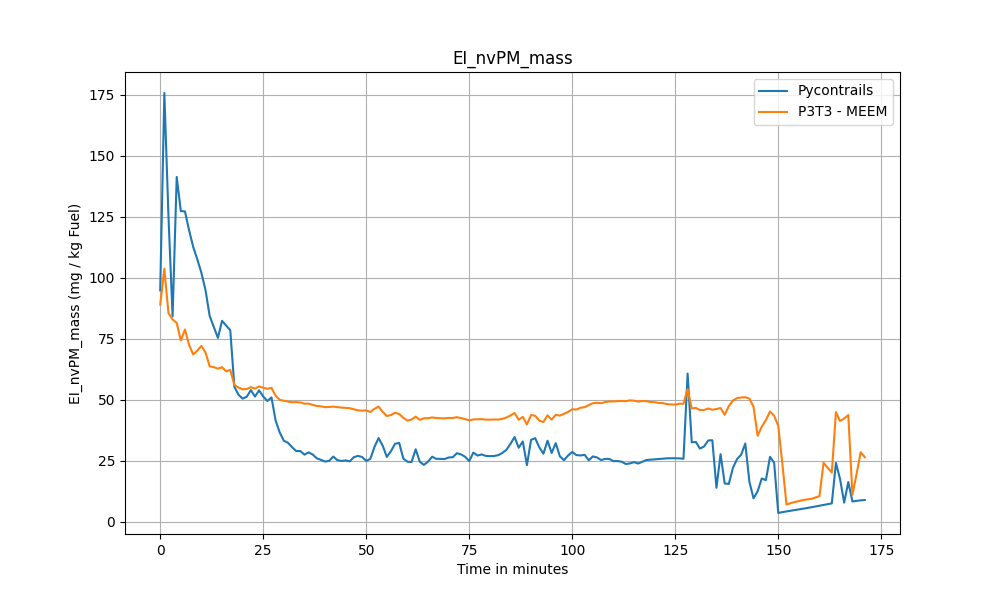 EI_nvPM_mass
Pycontrails
P3T3 - MEEM
EI_nvPM_mass (mg / kg Fuel)
175
150
125
100
75
50
25
0
0 25 50 75 100 125 150 175
Time in minutes